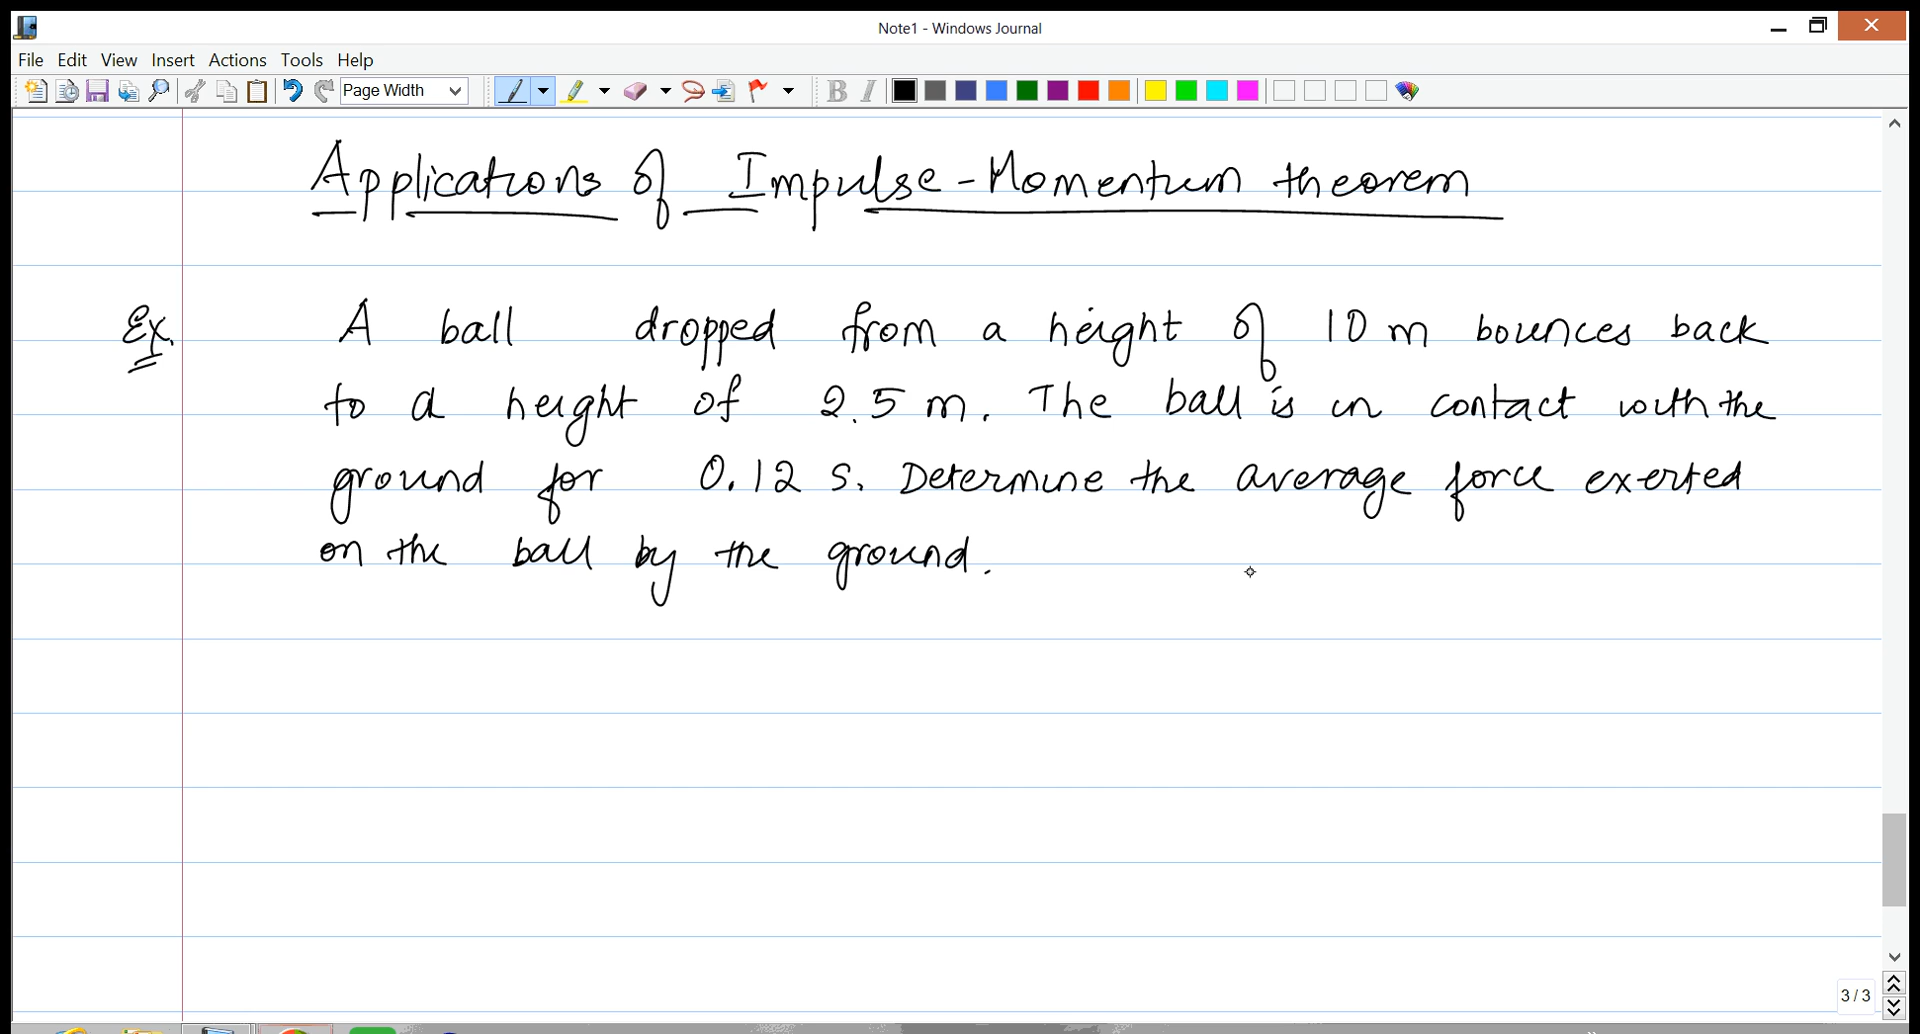 Note1 - Windows Journal
File Edit View Insert Actions Tools Help
Page Width B I
Applications of Impulse-Momentum theorem
Ex. A ball dropped from a height of 10 m bounces back
to a height of 2.5 m. The ball is in contact with the
ground for 0.12 s. Determine the average force exerted
on the ball by the ground.
3 / 3